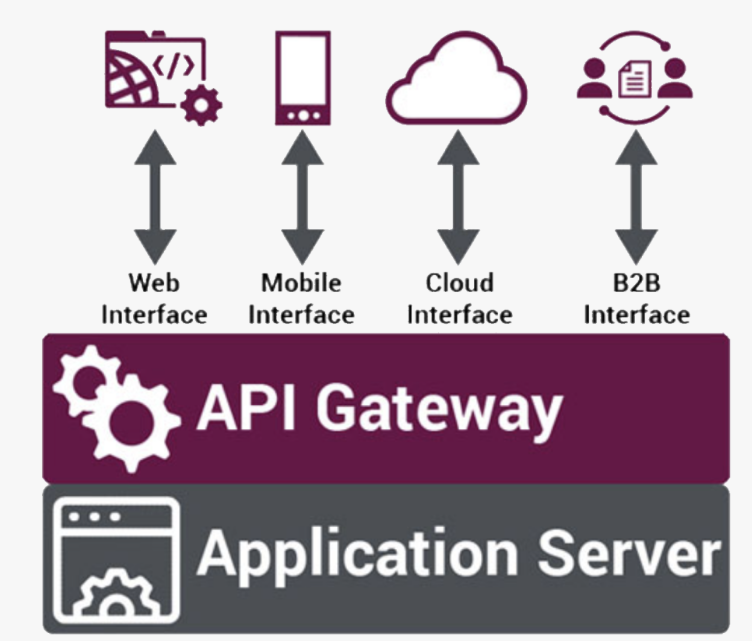 Web
Interface
Mobile
Interface
Cloud
Interface
B2B
Interface
API Gateway
Application Server